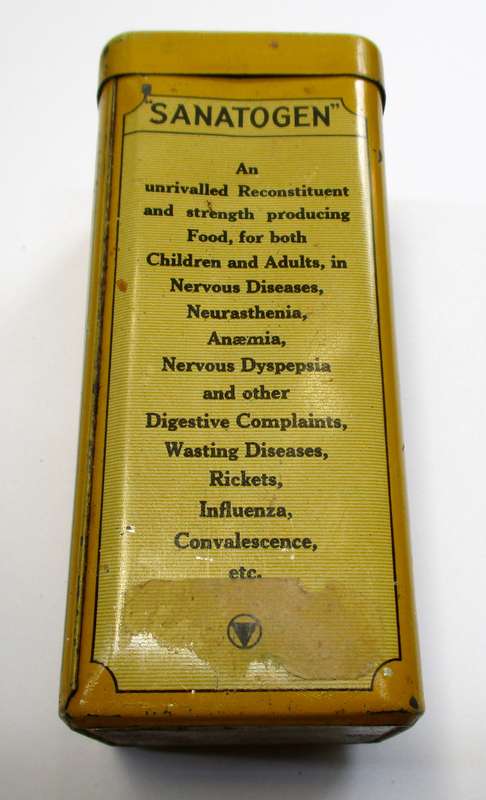 "SANATOGEN"
An
unrivalled Reconstituent
and strength producing
Food, for both
Children and Adults, in
Nervous Diseases,
Neurasthenia,
Anæmia,
Nervous Dyspepsia
and other
Digestive Complaints,
Wasting Diseases,
Rickets,
Influenza,
Convalescence,
etc.